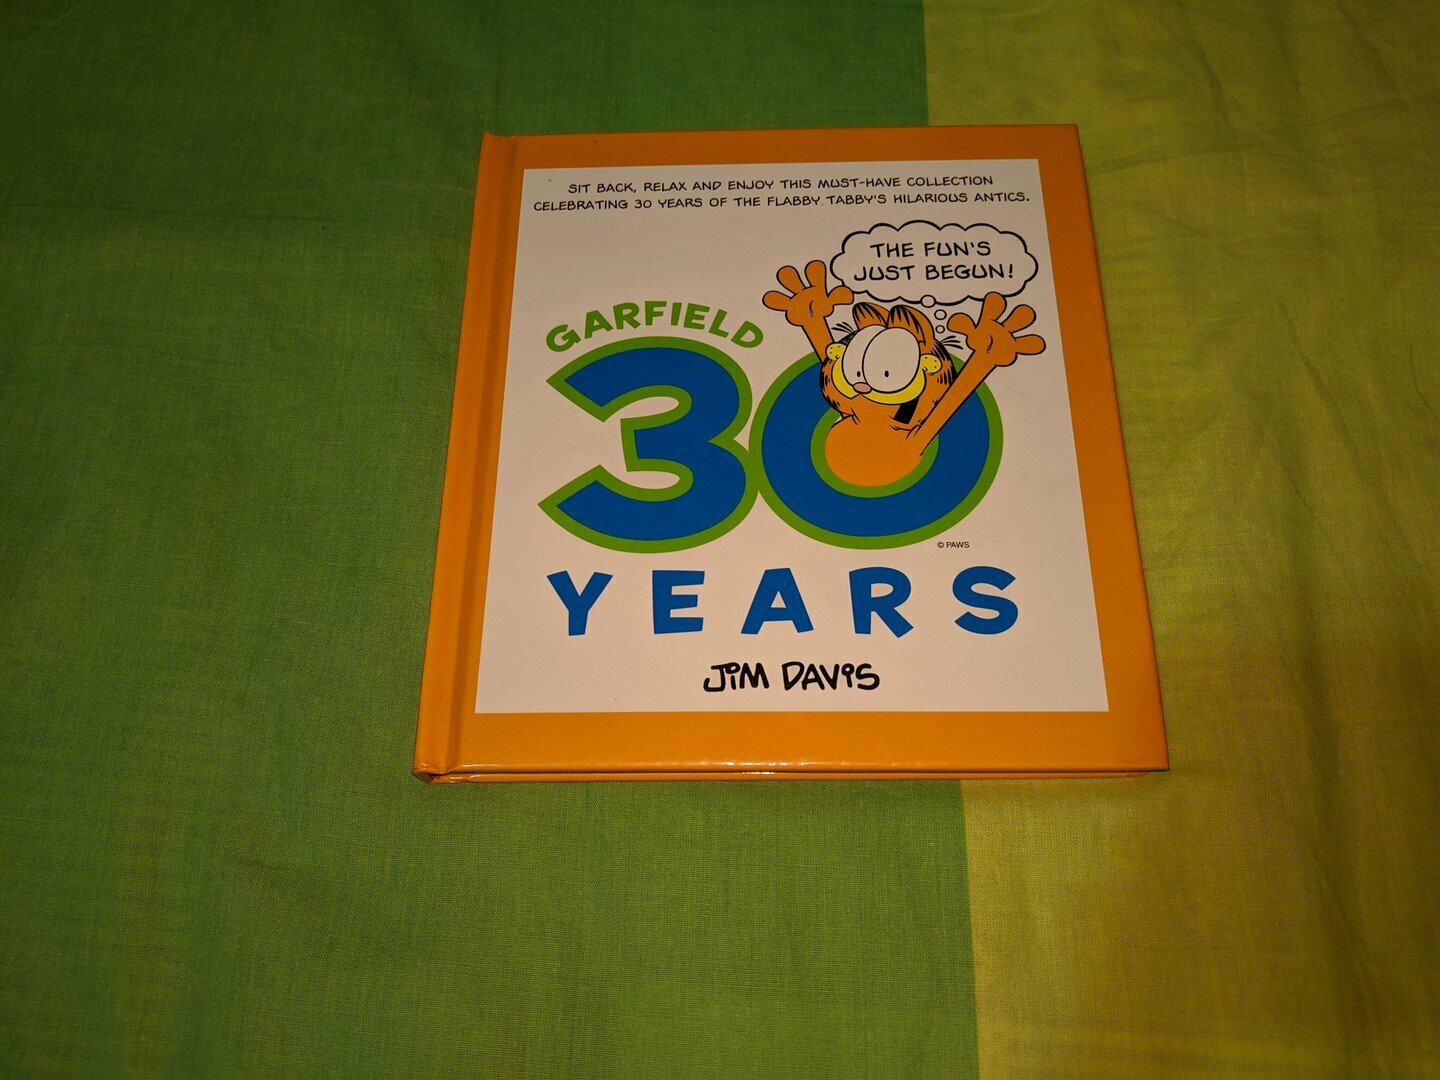 SIT BACK, RELAX AND ENJOY THIS MUST-HAVE COLLECTION
CELEBRATING 30 YEARS OF THE FLABBY TABBY'S HILARIOUS ANTICS.
THE FUN'S
JUST BEGUN!
GARFIELD
30
© PAWS
YEARS
JIM DAVIS